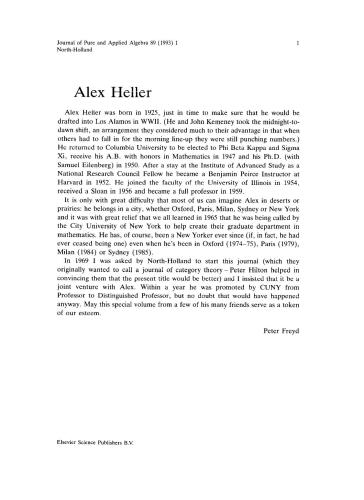 Journal of Pure and Applied Algebra 89 (1993) 1
1
North-Holland
Alex Heller
Alex Heller was born in 1925, just in time to make sure that he would be
drafted into Los Alamos in WWII. (He and John Kemeney took the midnight-to-
dawn shift, an arrangement they considered much to their advantage in that when
others had to fall in for the morning line-up they were still punching numbers.)
He returned to Columbia University to be elected to Phi Beta Kappa and Sigma
Xi, receive his A.B. with honors in Mathematics in 1947 and his Ph.D. (with
Samuel Eilenberg) in 1950. After a stay at the Institute of Advanced Study as a
National Research Council Fellow he became a Benjamin Peirce Instructor at
Harvard in 1952. He joined the faculty of the University of Illinois in 1954,
received a Sloan in 1956 and became a full professor in 1959.
It is only with great difficulty that most of us can imagine Alex in deserts or
prairies: he belongs in a city, whether Oxford, Paris, Milan, Sydney or New York
and it was with great relief that we all learned in 1965 that he was being called by
the City University of New York to help create their graduate department in
mathematics. He has, of course, been a New Yorker ever since (if, in fact, he had
ever ceased being one) even when he's been in Oxford (1974–75), Paris (1979),
Milan (1984) or Sydney (1985).
In 1969 I was asked by North-Holland to start this journal (which they
originally wanted to call a journal of category theory – Peter Hilton helped in
convincing them that the present title would be better) and I insisted that it be a
joint venture with Alex. Within a year he was promoted by CUNY from
Professor to Distinguished Professor, but no doubt that would have happened
anyway. May this special volume from a few of his many friends serve as a token
of our esteem.
Peter Freyd
Elsevier Science Publishers B.V.